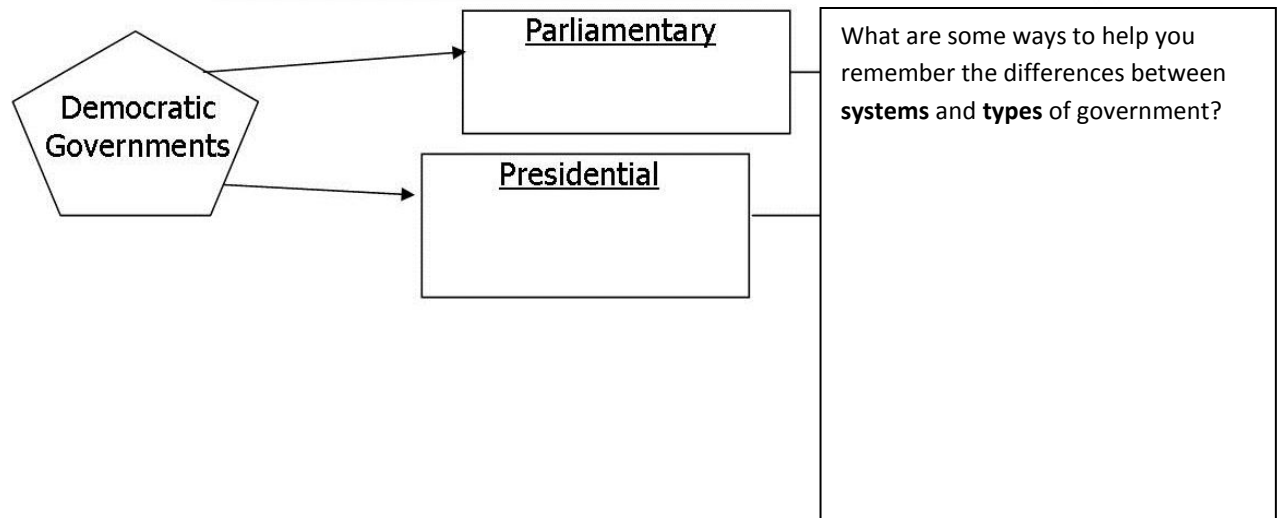 Democratic
Governments
Parliamentary
Presidential
What are some ways to help you
remember the differences between
systems and types of government?